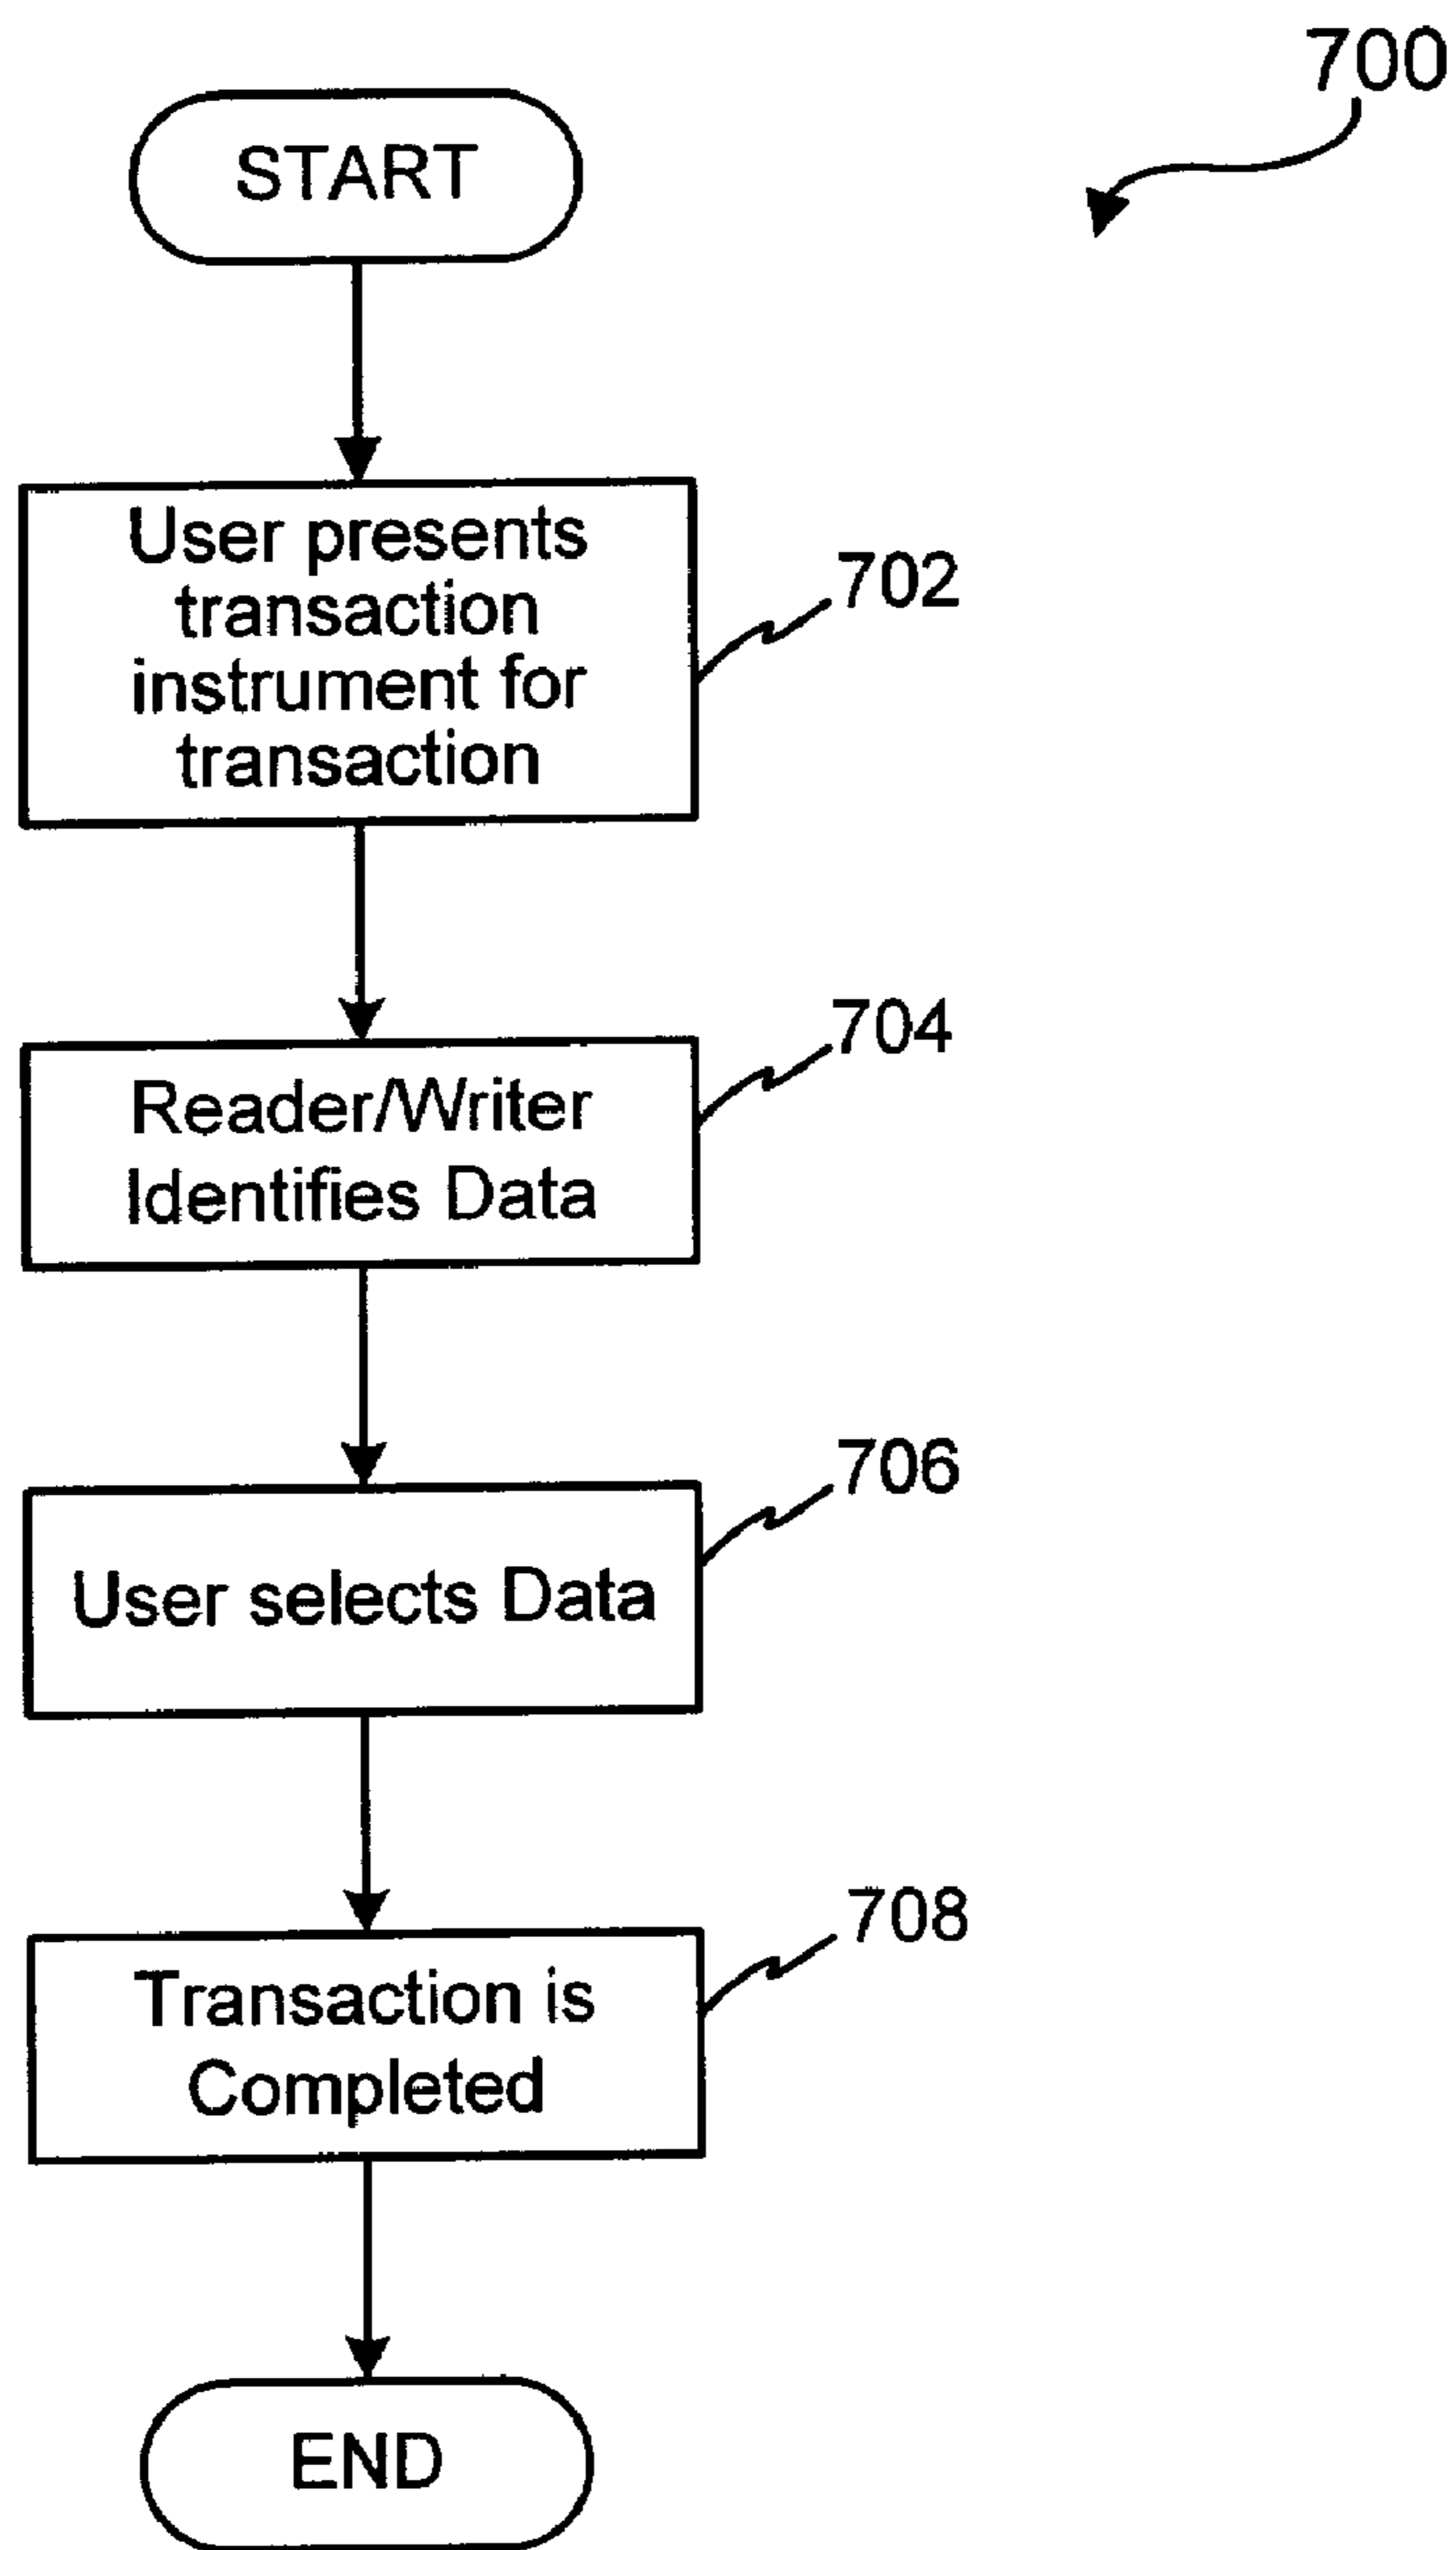 700
START
User presents
transaction
instrument for
transaction
702
Reader/Writer
Identifies Data
704
User selects Data
706
Transaction is
Completed
708
END